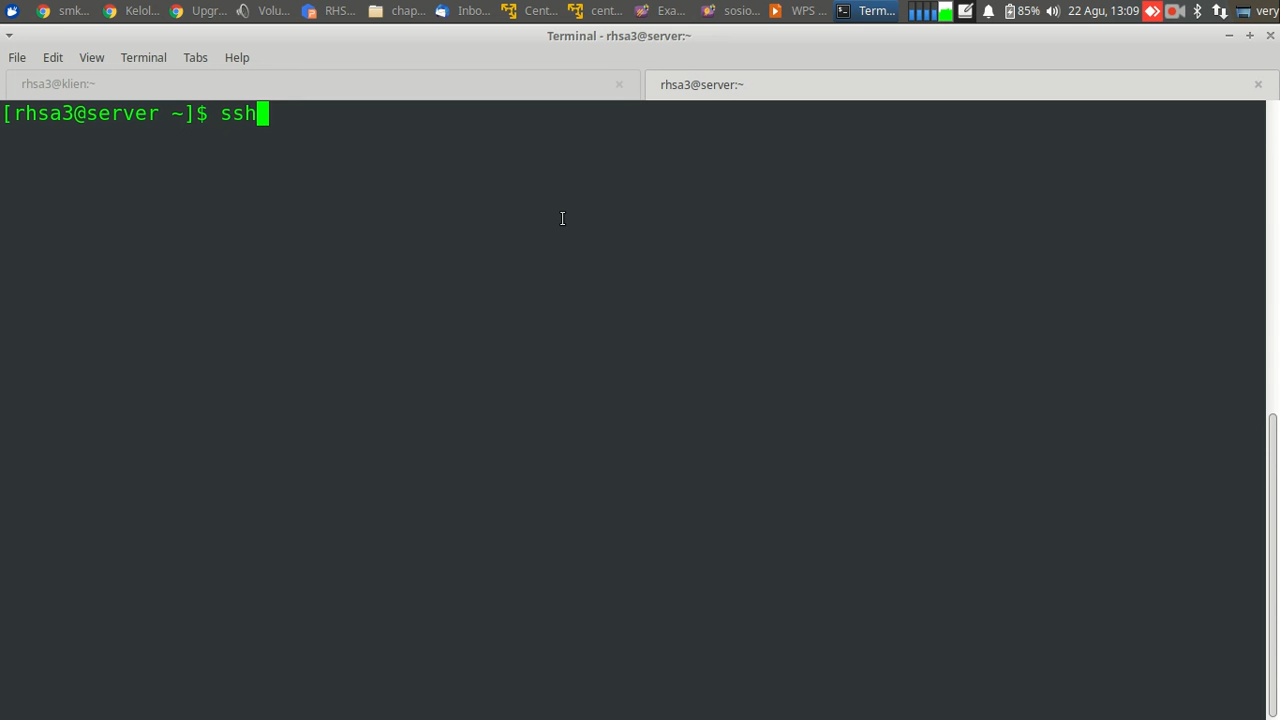 smk... Kelol... Upgr... Volu... RHS... chap... Inbo... Cent... cent... Exa... sosio... WPS ... Term... 85% 22 Agu, 13:09 very
Terminal - rhsa3@server:~
File Edit View Terminal Tabs Help
rhsa3@klien:~ rhsa3@server:~
[rhsa3@server ~]$ ssh